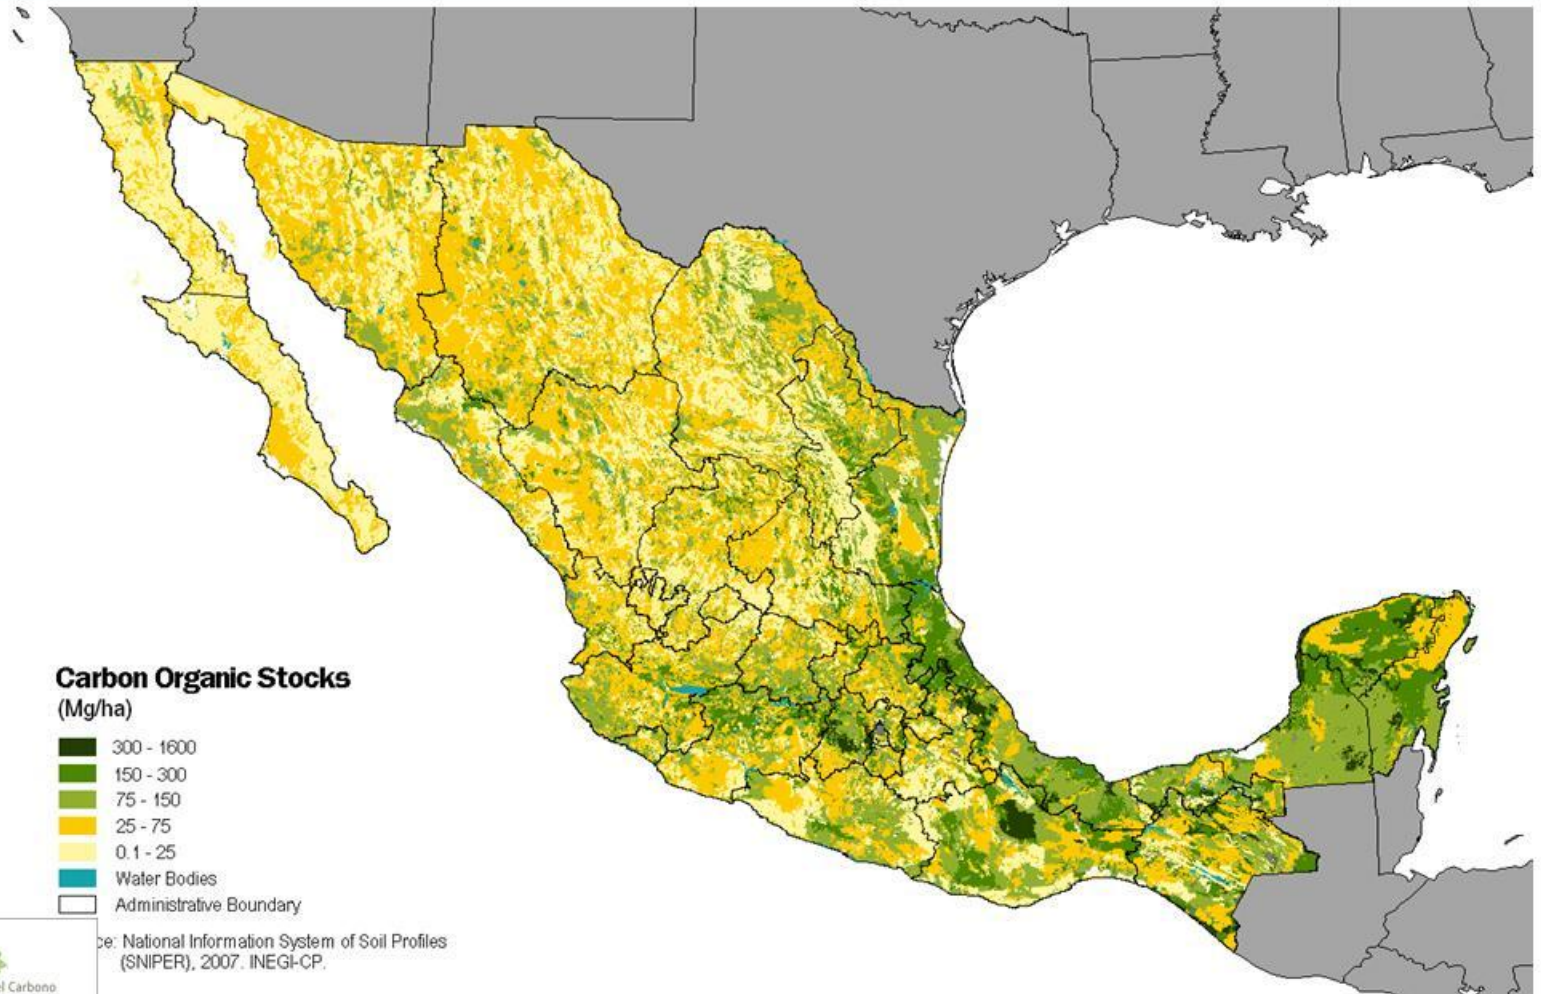 Carbon Organic Stocks
(Mg/ha)
300 - 1600
150 - 300
75 - 150
25 - 75
0.1 - 25
Water Bodies
Administrative Boundary
ce: National Information System of Soil Profiles
(SNIPER), 2007. INEGI-CP.
el Carbono